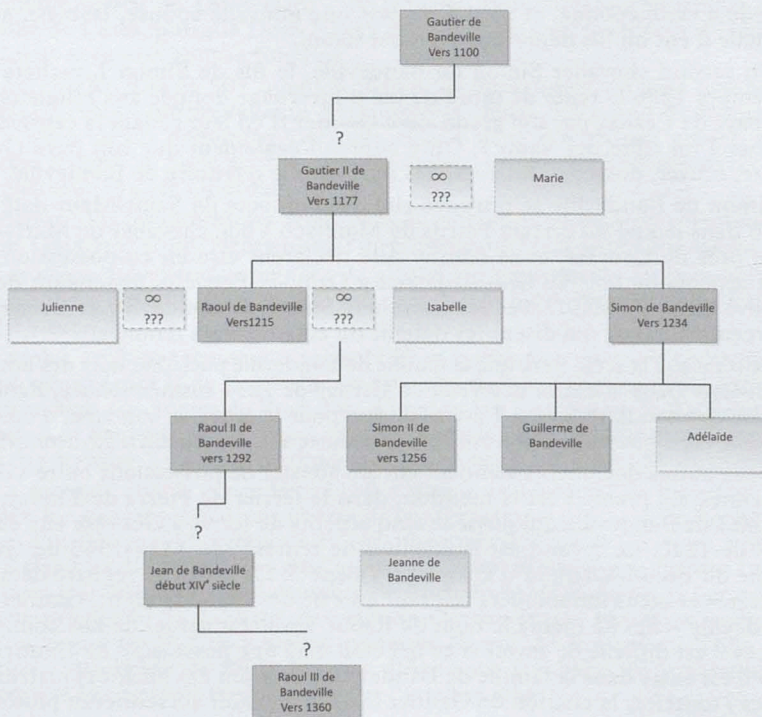 Gautier de
Bandeville
Vers 1100
?
Gautier II de
Bandeville
Vers 1177
∞
???
Marie
Julienne
∞
???
Raoul de Bandeville
Vers1215
∞
???
Isabelle
Simon de Bandeville
Vers 1234
Raoul II de
Bandeville
vers 1292
Simon II de
Bandeville
vers 1256
Guillerme de
Bandeville
Adélaïde
?
Jean de Bandeville
début XIVᵉ siècle
Jeanne de
Bandeville
?
Raoul III de
Bandeville
Vers 1360